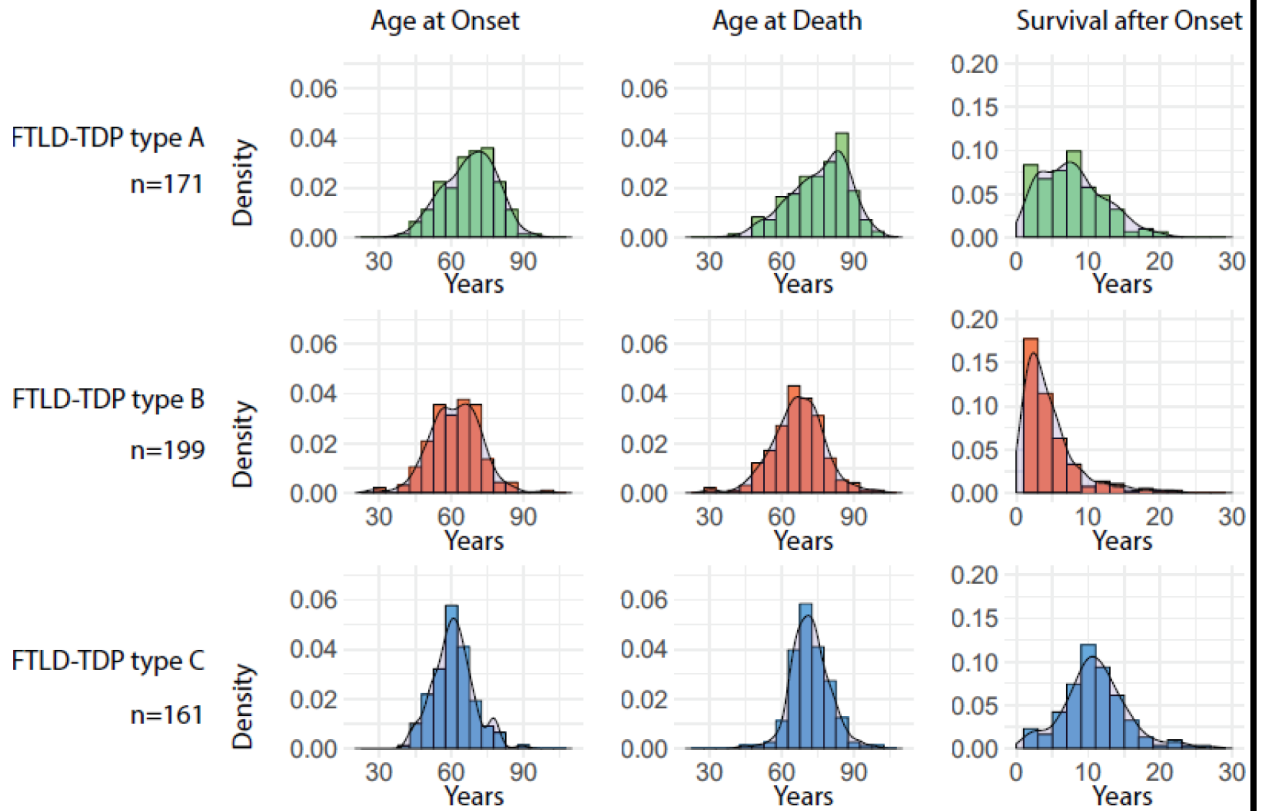 Age at Onset Age at Death Survival after Onset
FTLD-TDP type A
n=171
Density
0.06 0.04 0.02 0.00
30 60 90
Years
0.06 0.04 0.02 0.00
30 60 90
Years
0.20 0.15 0.10 0.05 0.00
0 10 20 30
Years
FTLD-TDP type B
n=199
Density
0.06 0.04 0.02 0.00
30 60 90
Years
0.06 0.04 0.02 0.00
30 60 90
Years
0.20 0.15 0.10 0.05 0.00
0 10 20 30
Years
FTLD-TDP type C
n=161
Density
0.06 0.04 0.02 0.00
30 60 90
Years
0.06 0.04 0.02 0.00
30 60 90
Years
0.20 0.15 0.10 0.05 0.00
0 10 20 30
Years